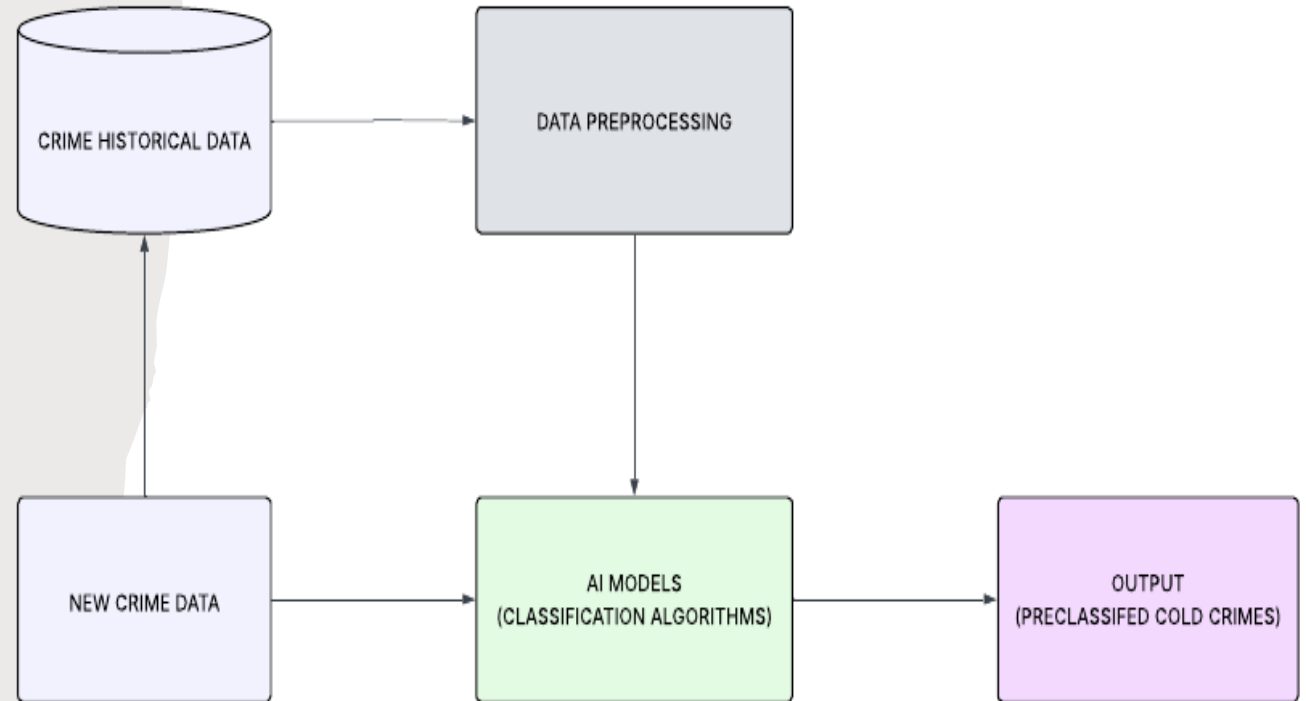 CRIME HISTORICAL DATA
DATA PREPROCESSING
NEW CRIME DATA
AI MODELS
(CLASSIFICATION ALGORITHMS)
OUTPUT
(PRECLASSIFED COLD CRIMES)